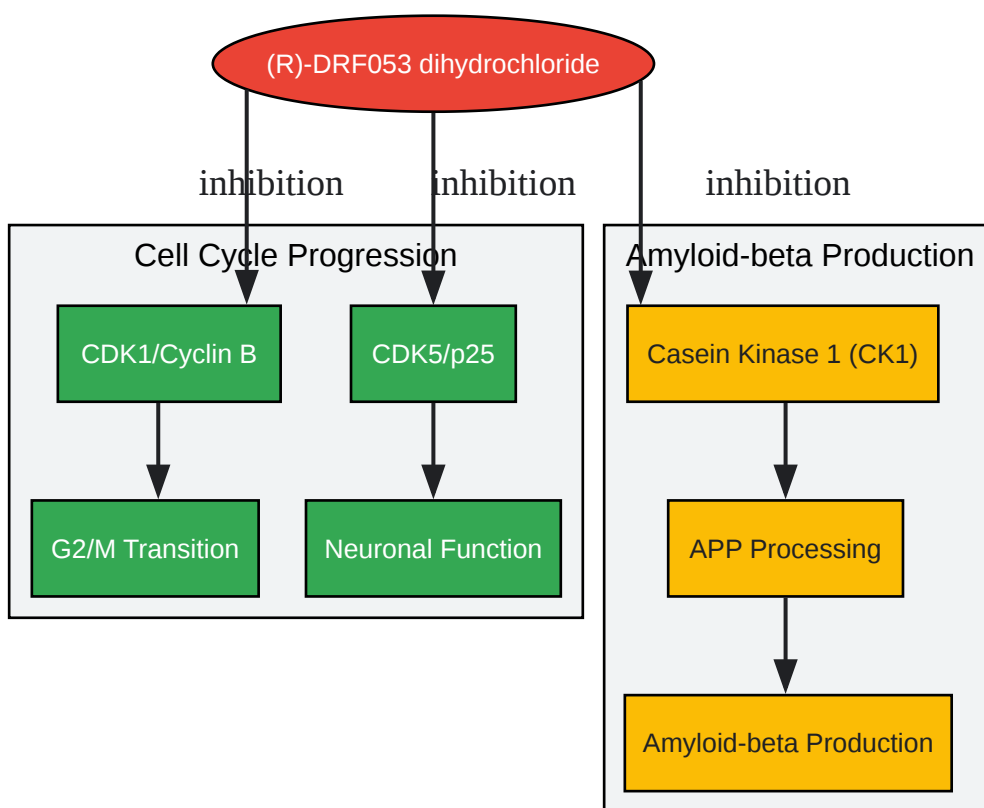 (R)-DRF053 dihydrochloride
inhibition
inhibition
inhibition
Cell Cycle Progression
Amyloid-beta Production
CDK1/Cyclin B
CDK5/p25
Casein Kinase 1 (CK1)
G2/M Transition
Neuronal Function
APP Processing
Amyloid-beta Production